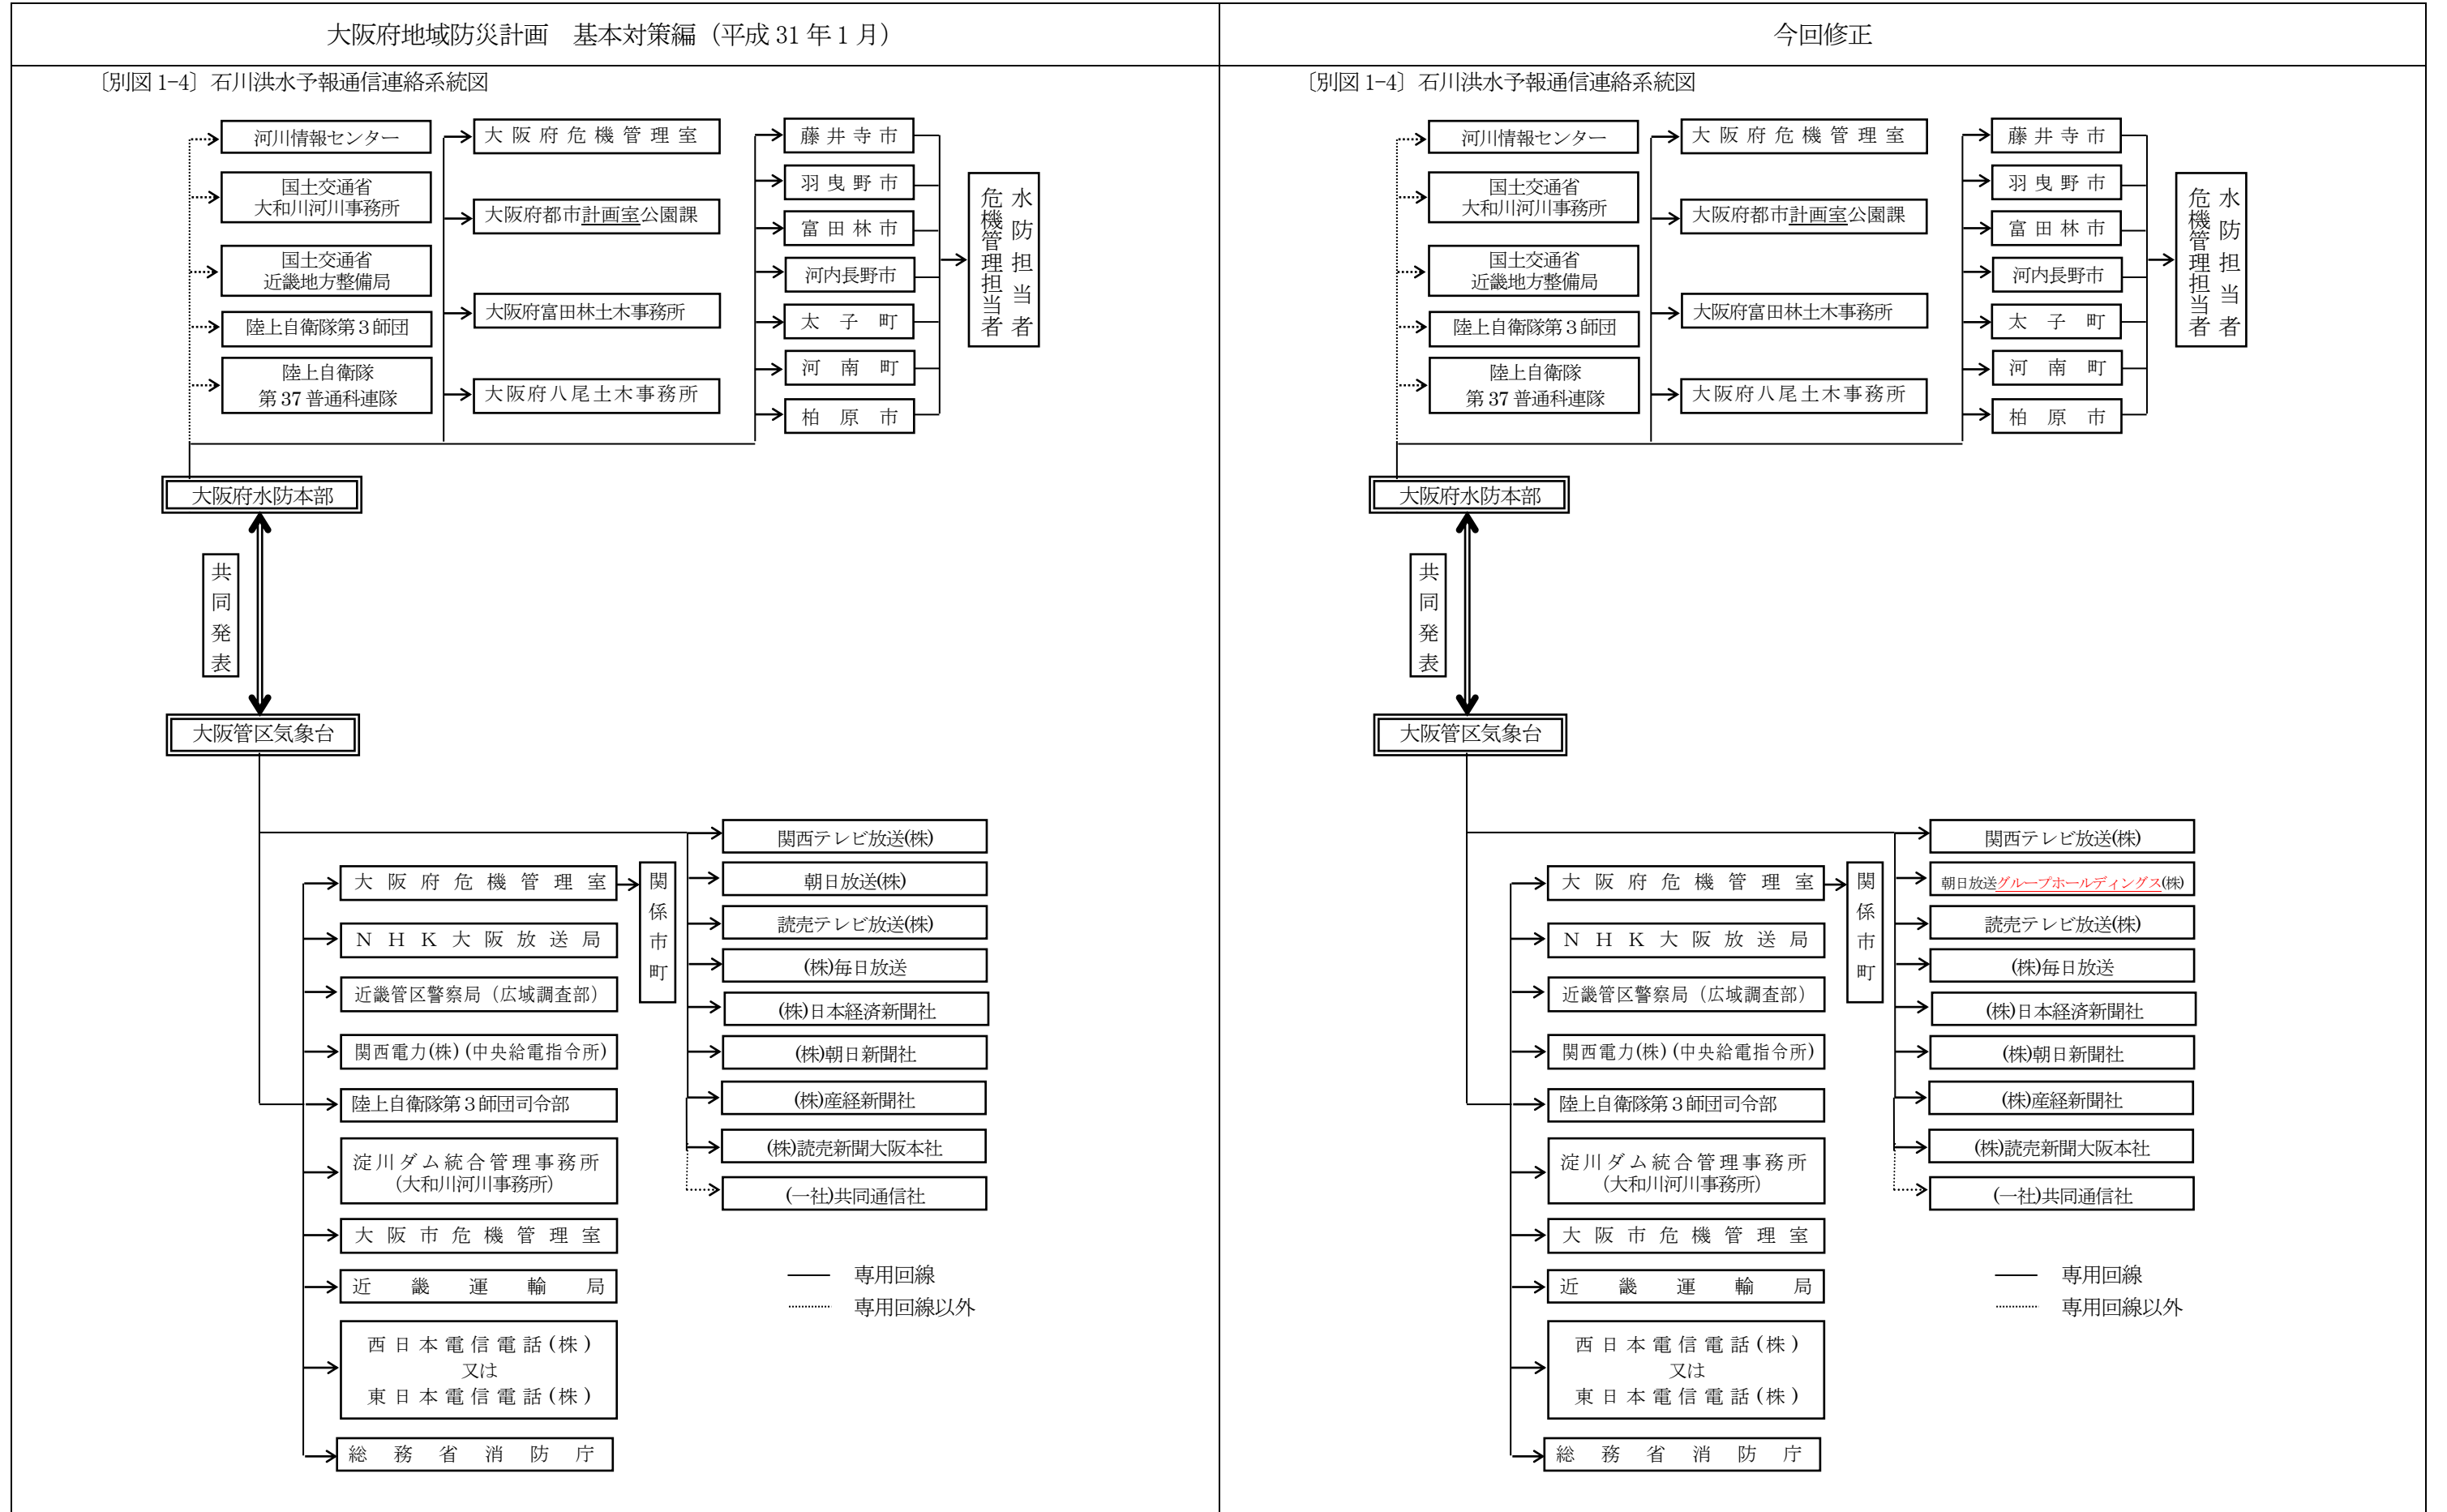 大阪府地域防災計画　基本対策編（平成 31 年 1 月）
〔別図 1-4〕石川洪水予報通信連絡系統図
河川情報センター
国土交通省
大和川河川事務所
国土交通省
近畿地方整備局
陸上自衛隊第３師団
陸上自衛隊
第 37 普通科連隊
大阪府危機管理室
大阪府都市計画室公園課
大阪府富田林土木事務所
大阪府八尾土木事務所
藤井寺市
羽曳野市
富田林市
河内長野市
太子町
河南町
柏原市
水防担当者
危機管理担当者
大阪府水防本部
共同発表
大阪管区気象台
大阪府危機管理室
ＮＨＫ大阪放送局
近畿管区警察局（広域調査部）
関西電力(株)(中央給電指令所)
陸上自衛隊第３師団司令部
淀川ダム統合管理事務所
（大和川河川事務所）
大阪市危機管理室
近畿運輸局
西日本電信電話(株)
又は
東日本電信電話(株)
総務省消防庁
関係市町
関西テレビ放送(株)
朝日放送(株)
読売テレビ放送(株)
(株)毎日放送
(株)日本経済新聞社
(株)朝日新聞社
(株)産経新聞社
(株)読売新聞大阪本社
(一社)共同通信社
専用回線
専用回線以外
今回修正
〔別図 1-4〕石川洪水予報通信連絡系統図
河川情報センター
国土交通省
大和川河川事務所
国土交通省
近畿地方整備局
陸上自衛隊第３師団
陸上自衛隊
第 37 普通科連隊
大阪府危機管理室
大阪府都市計画室公園課
大阪府富田林土木事務所
大阪府八尾土木事務所
藤井寺市
羽曳野市
富田林市
河内長野市
太子町
河南町
柏原市
水防担当者
危機管理担当者
大阪府水防本部
共同発表
大阪管区気象台
大阪府危機管理室
ＮＨＫ大阪放送局
近畿管区警察局（広域調査部）
関西電力(株)(中央給電指令所)
陸上自衛隊第３師団司令部
淀川ダム統合管理事務所
（大和川河川事務所）
大阪市危機管理室
近畿運輸局
西日本電信電話(株)
又は
東日本電信電話(株)
総務省消防庁
関係市町
関西テレビ放送(株)
朝日放送グループホールディングス(株)
読売テレビ放送(株)
(株)毎日放送
(株)日本経済新聞社
(株)朝日新聞社
(株)産経新聞社
(株)読売新聞大阪本社
(一社)共同通信社
専用回線
専用回線以外